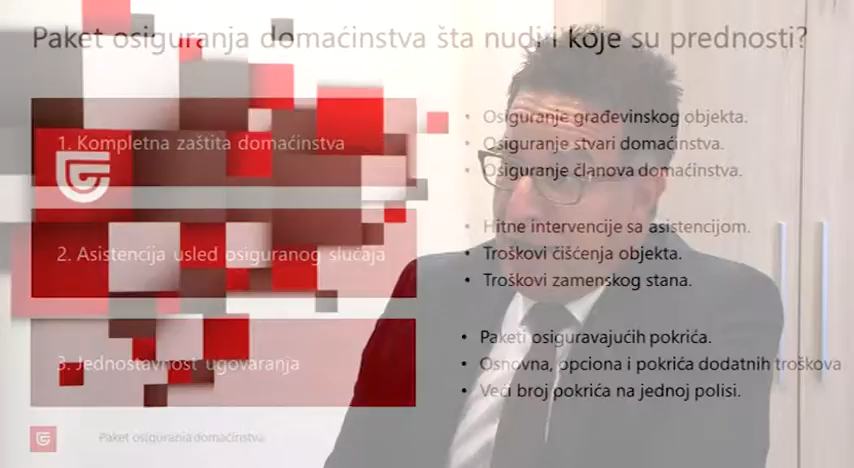 Paket osiguranja domaćinstva šta nudi i koje su prednosti?
1. Kompletna zaštita domaćinstva
• Osiguranje građevinskog objekta.
• Osiguranje stvari domaćinstva.
• Osiguranje članova domaćinstva.
2. Asistencija usled osiguranog slučaja
• Hitne intervencije sa asistencijom.
• Troškovi čišćenja objekta.
• Troškovi zamenskog stana.
3. Jednostavnost ugovaranja
• Paketi osiguravajućih pokrića.
• Osnovna, opciona i pokrića dodatnih troškova
• Veći broj pokrića na jednoj polisi.
Paket osiguranja domaćinstva